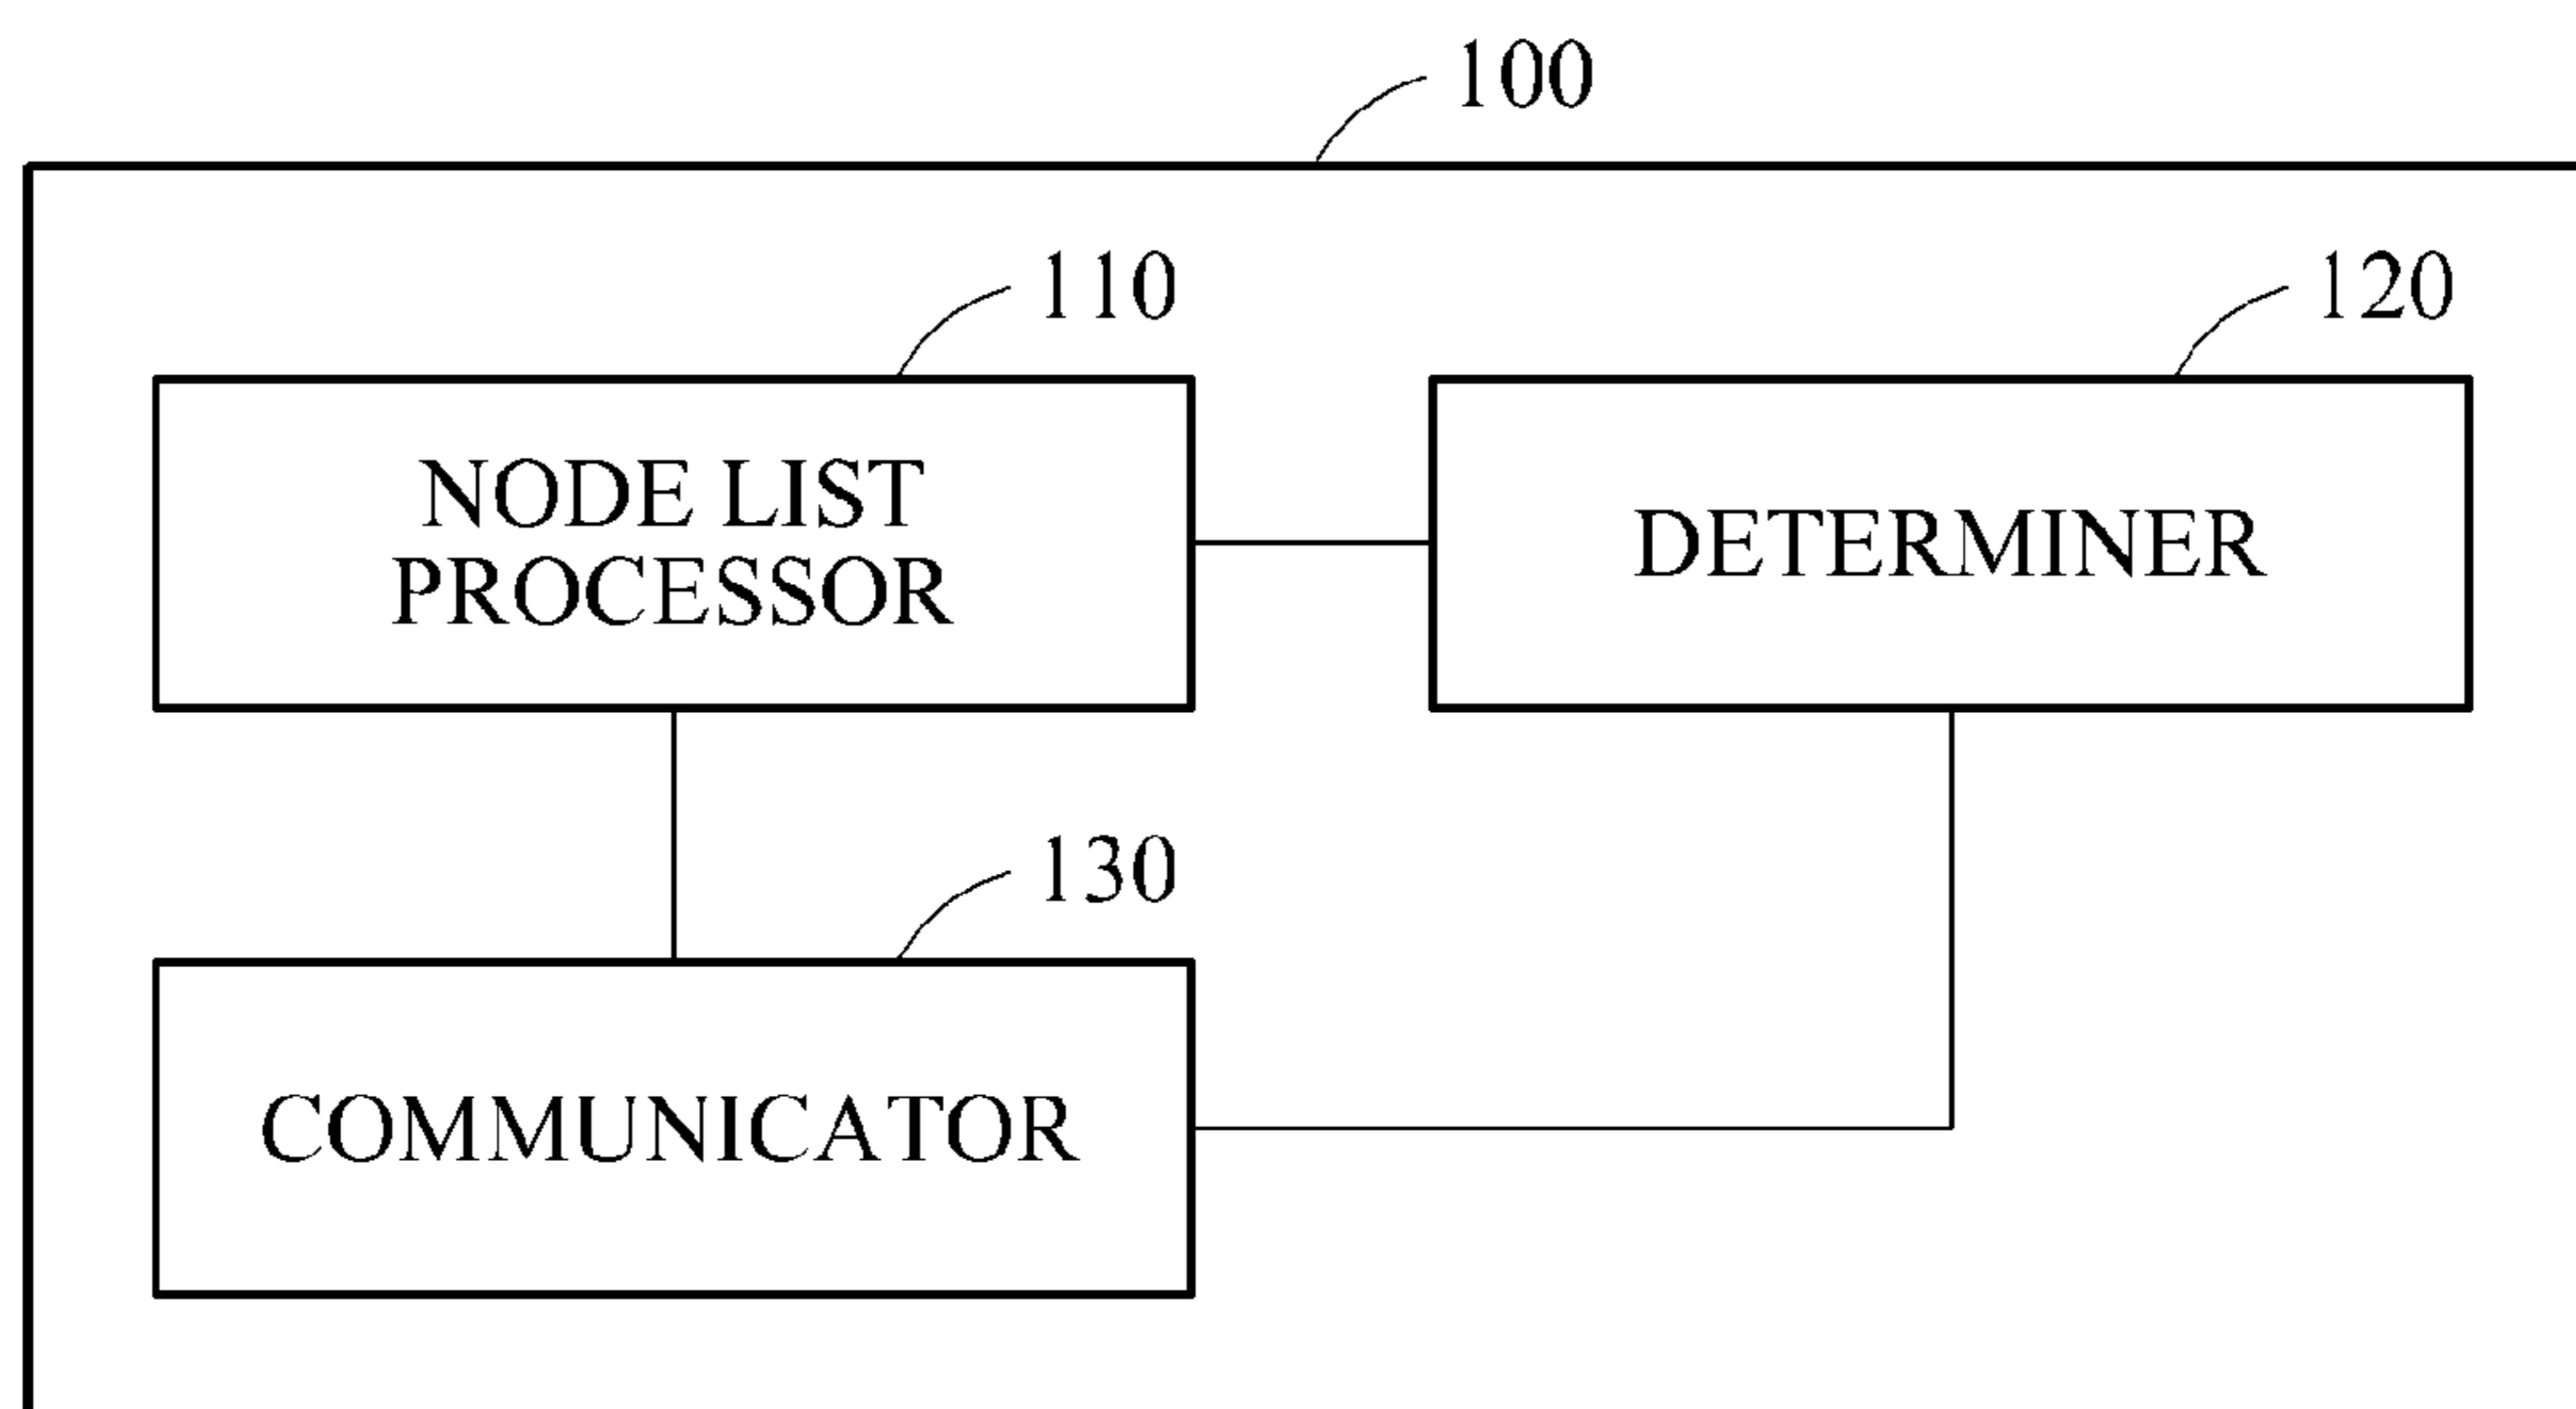 100
110
120
NODE LIST
PROCESSOR
DETERMINER
130
COMMUNICATOR